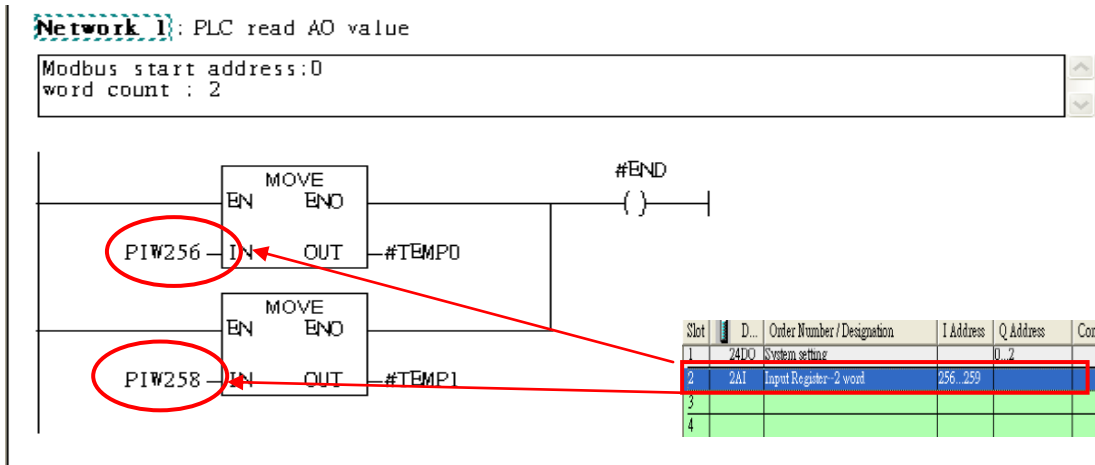 Network 1: PLC read AO value
Modbus start address:0
word count : 2
#END
MOVE
EN ENO
PIW256 IN OUT #TEMP0
MOVE
EN ENO
PIW258 IN OUT #TEMP1
Slot D... Order Number / Designation I Address Q Address Con
1 24DO System setting 0...2
2 2AI Input Register--2 word 256...259
3
4